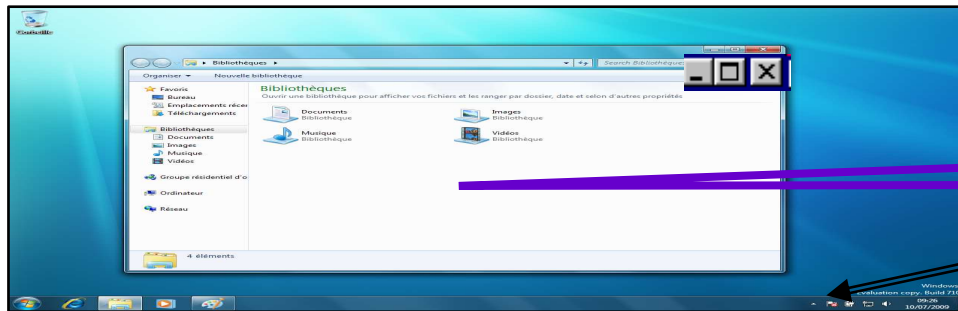 Corbeille
Bibliothèques
Search Bibliothèques
Organiser
Nouvelle bibliothèque
Favoris
Bureau
Emplacements récen
Téléchargements
Bibliothèques
Documents
Images
Musique
Vidéos
Groupe résidentiel d'o
Ordinateur
Réseau
Bibliothèques
Ouvrir une bibliothèque pour afficher vos fichiers et les ranger par dossier, date et selon d'autres propriétés
Documents
Bibliothèque
Images
Bibliothèque
Musique
Bibliothèque
Vidéos
Bibliothèque
4 éléments
Windows
Evaluation copy. Build 710
09:26
10/07/2009